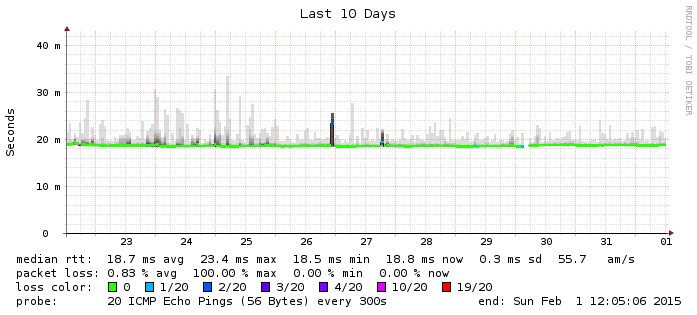 Last 10 Days
RRDTOOL / TOBI OETIKER
Seconds
40 m
30 m
20 m
10 m
0
23 24 25 26 27 28 29 30 31 01
median rtt: 18.7 ms avg 23.4 ms max 18.5 ms min 18.8 ms now 0.3 ms sd 55.7 am/s
packet loss: 0.83 % avg 100.00 % max 0.00 % min 0.00 % now
loss color: 0 1/20 2/20 3/20 4/20 10/20 19/20
probe: 20 ICMP Echo Pings (56 Bytes) every 300s end: Sun Feb 1 12:05:06 2015